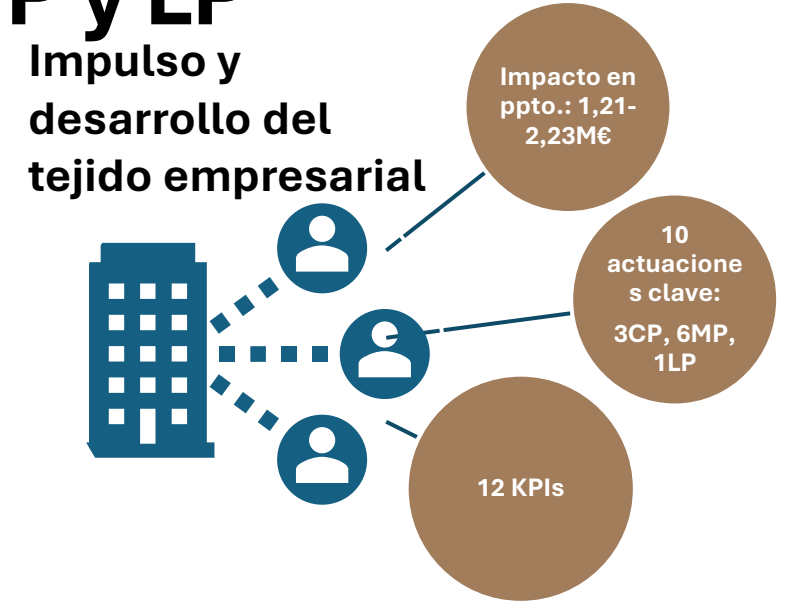 P y LP
Impulso y
desarrollo del
tejido empresarial
Impacto en
ppto.: 1,21-
2,23M€
10
actuacione
s clave:
3CP, 6MP,
1LP
12 KPIs